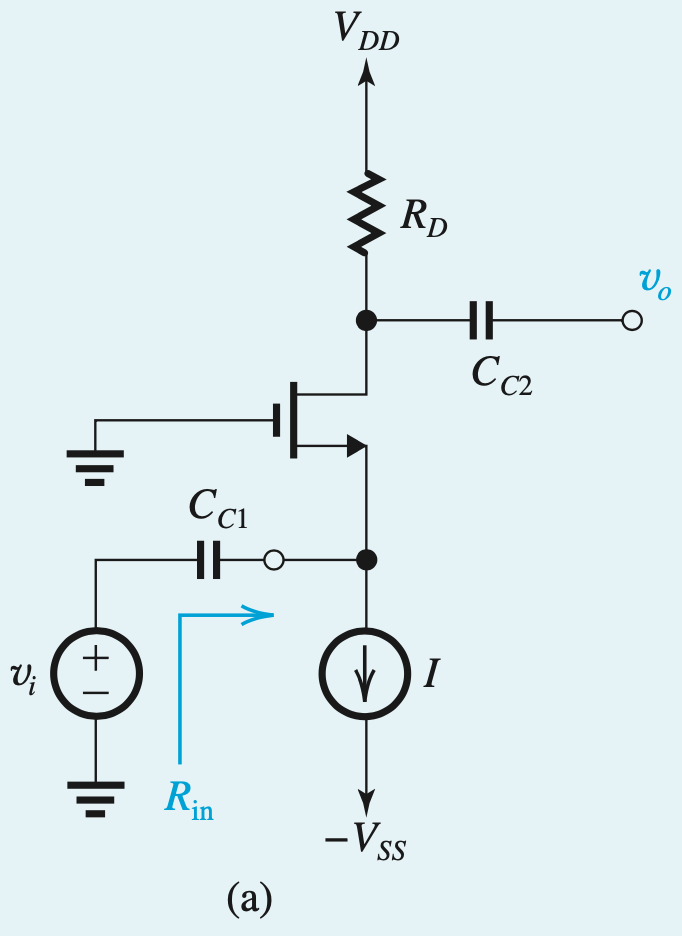 V_DD
R_D
v_o
C_C2
C_C1
+
−
v_i
I
R_in
−V_SS
(a)